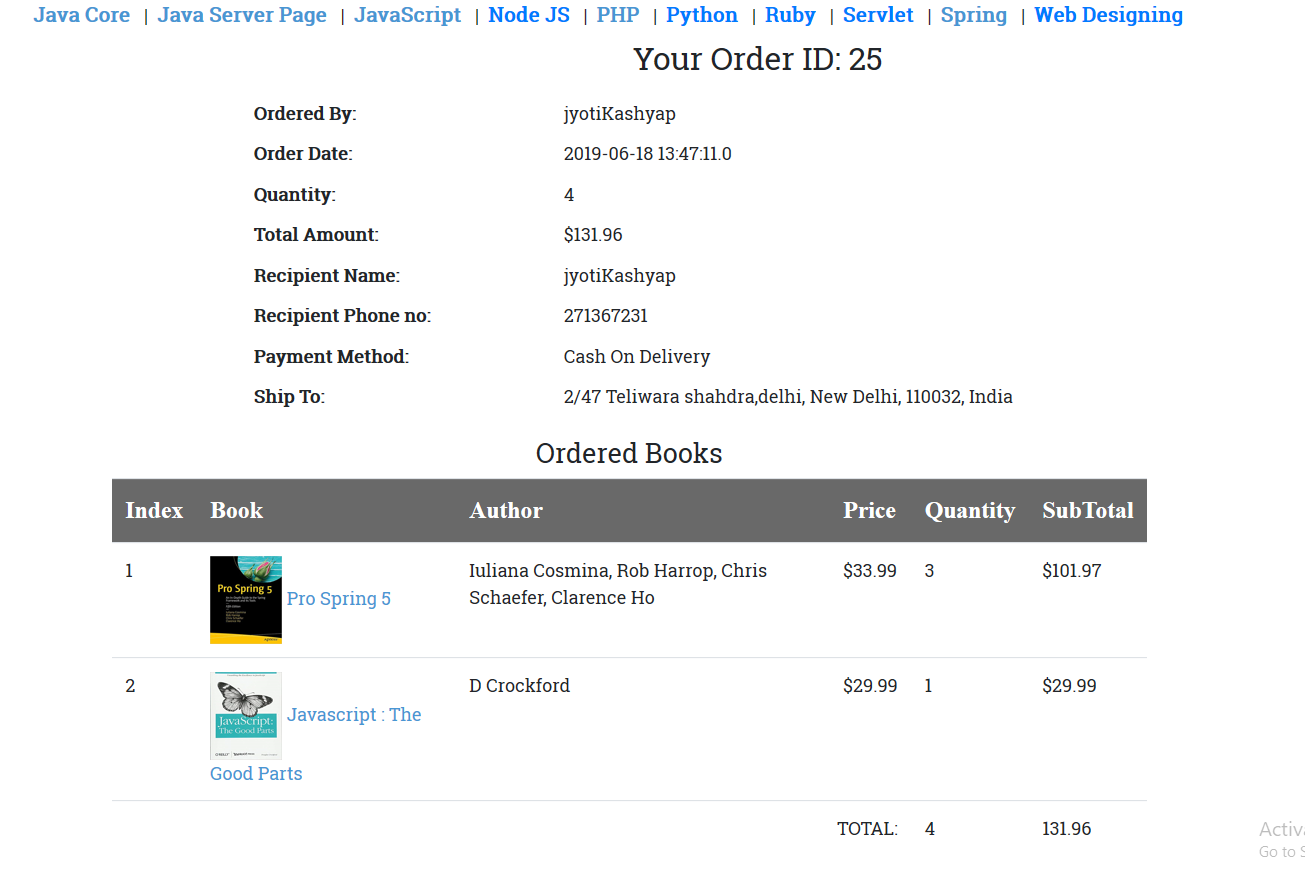 Java Core | Java Server Page | JavaScript | Node JS | PHP | Python | Ruby | Servlet | Spring | Web Designing
Your Order ID: 25
Ordered By: jyotiKashyap
Order Date: 2019-06-18 13:47:11.0
Quantity: 4
Total Amount: $131.96
Recipient Name: jyotiKashyap
Recipient Phone no: 271367231
Payment Method: Cash On Delivery
Ship To: 2/47 Teliwara shahdra,delhi, New Delhi, 110032, India
Ordered Books
Index Book Author Price Quantity SubTotal
1 Pro Spring 5 Iuliana Cosmina, Rob Harrop, Chris $33.99 3 $101.97
Schaefer, Clarence Ho
Pro Spring 5
2 D Crockford $29.99 1 $29.99
JavaScript:
The Good Parts
Javascript : The
Good Parts
TOTAL: 4 131.96
Activa
Go to S